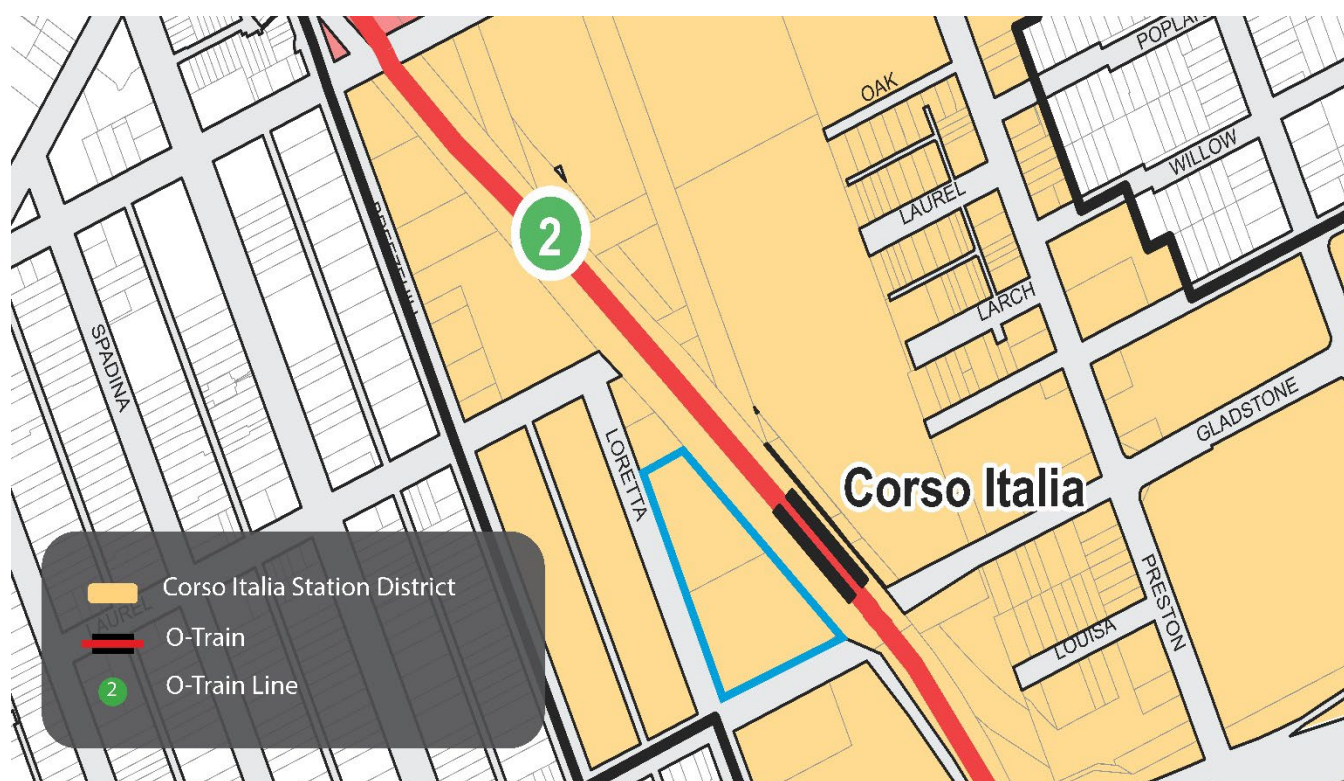 POPLAR
OAK
WILLOW
LAUREL
2
BREEZEHILL
LARCH
SPADINA
GLADSTONE
LORETTA
Corso Italia
PRESTON
LOUISA
Corso Italia Station District
LAUREL
O-Train
2
O-Train Line